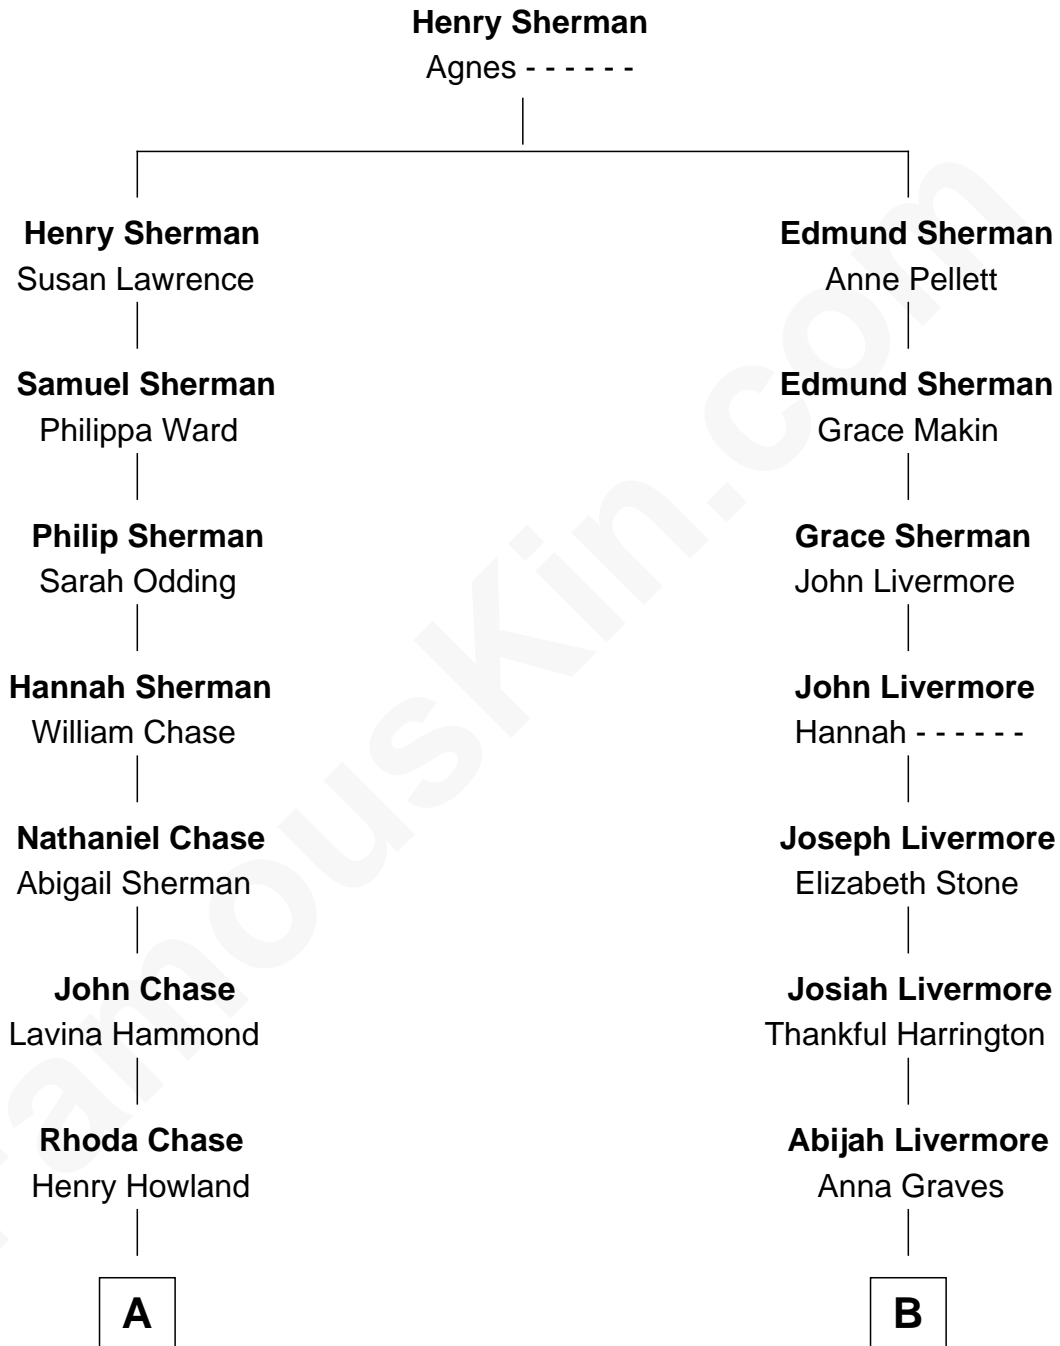 Henry Sherman
Agnes - - - - - -
Henry Sherman
Susan Lawrence
Edmund Sherman
Anne Pellett
Samuel Sherman
Philippa Ward
Edmund Sherman
Grace Makin
Philip Sherman
Sarah Odding
Grace Sherman
John Livermore
Hannah Sherman
William Chase
John Livermore
Hannah - - - - - -
Nathaniel Chase
Abigail Sherman
Joseph Livermore
Elizabeth Stone
John Chase
Lavina Hammond
Josiah Livermore
Thankful Harrington
Rhoda Chase
Henry Howland
Abijah Livermore
Anna Graves
A
B
FamousKin.com